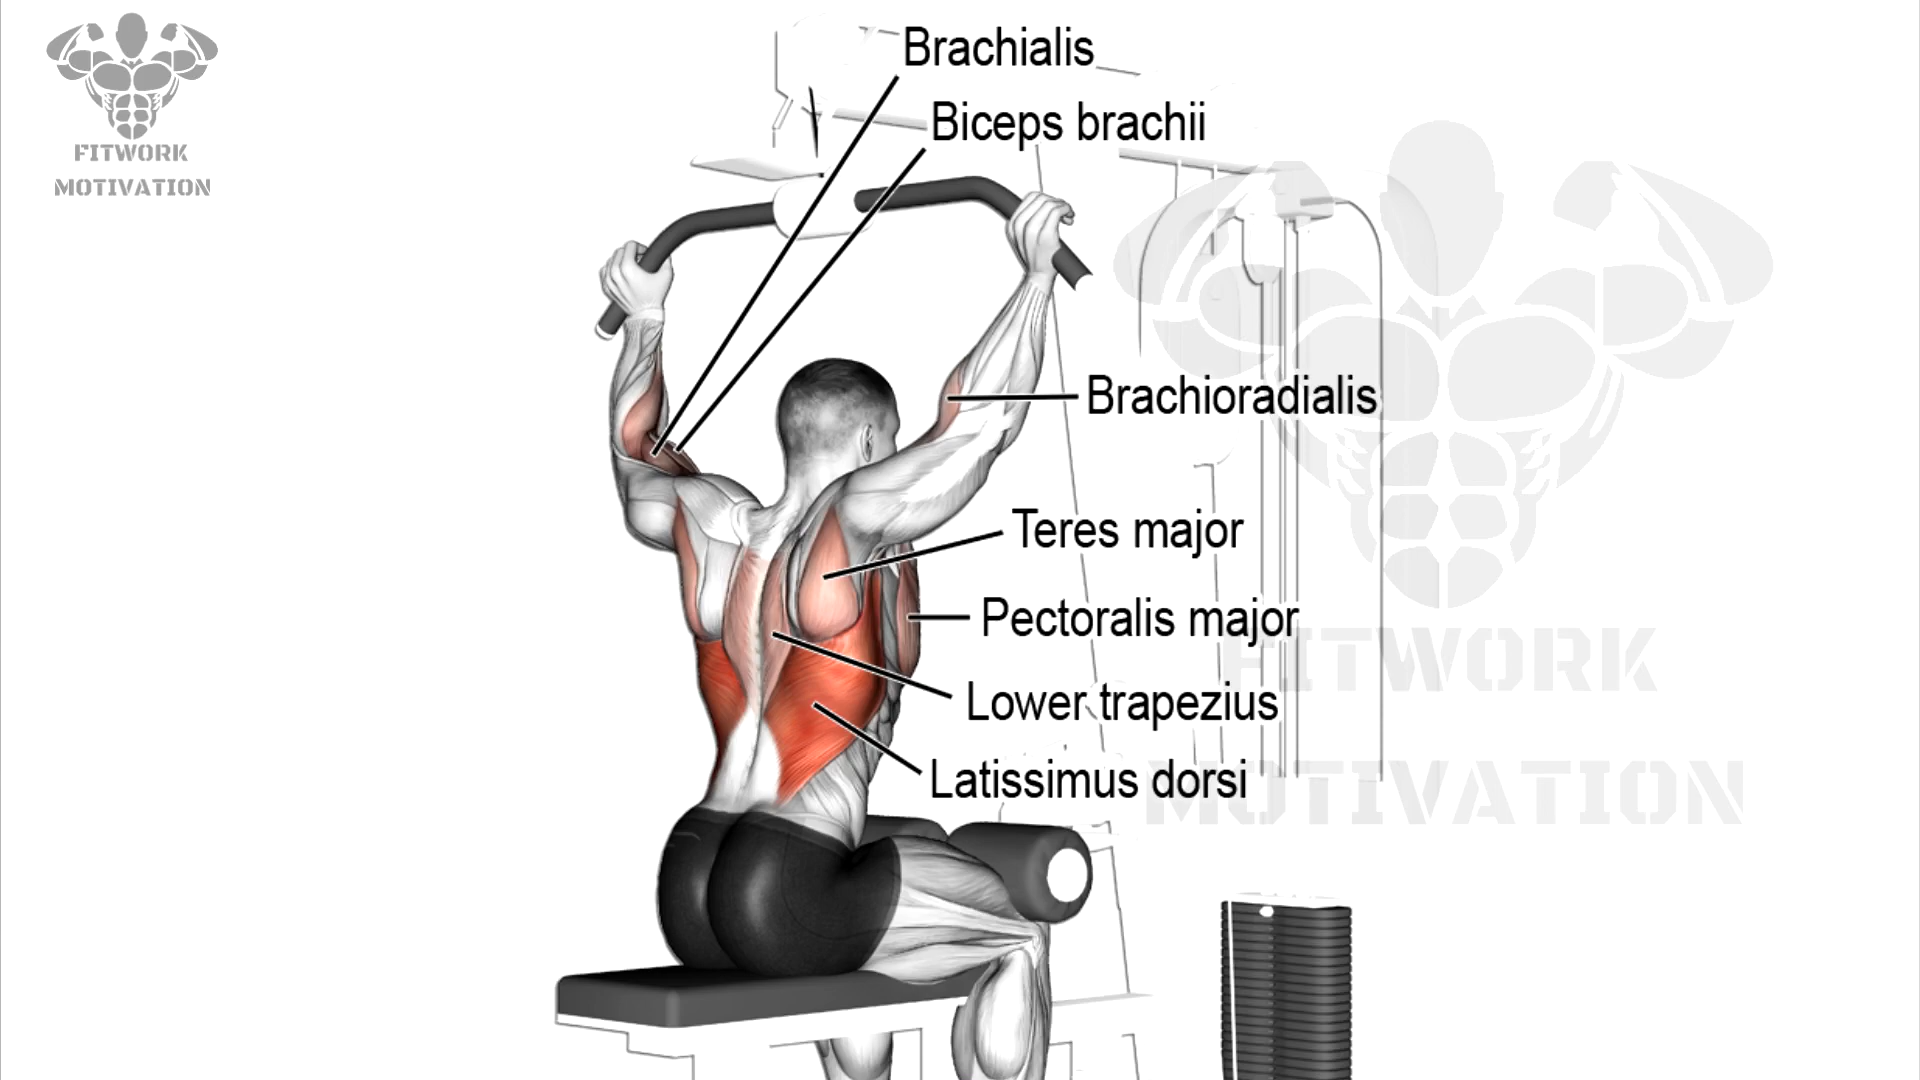 FITWORK
MOTIVATION
Brachialis
Biceps brachii
Brachioradialis
Teres major
Pectoralis major
Lower trapezius
Latissimus dorsi
FITWORK
MOTIVATION